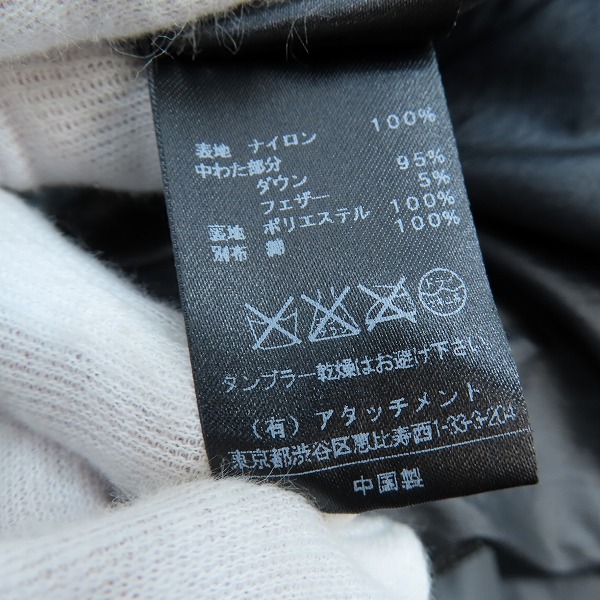 表地 ナイロン 100%
中わた部分
ダウン 95%
フェザー 5%
裏地 ポリエステル 100%
別布 綿 100%
タンブラー乾燥はお避け下さい
(有) アタッチメント
東京都渋谷区恵比寿西1-33-3-204
中国製